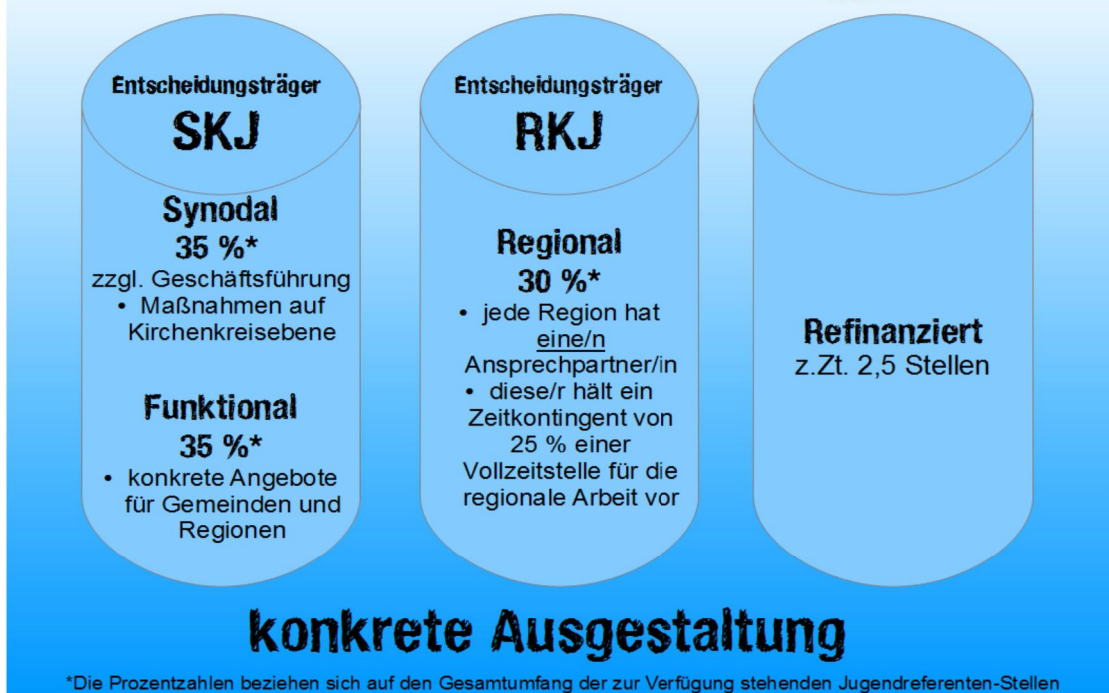 Entscheidungsträger
SKJ
Synodal
35 %*
zzgl. Geschäftsführung
• Maßnahmen auf
Kirchenkreisebene
Funktional
35 %*
• konkrete Angebote
für Gemeinden und
Regionen
Entscheidungsträger
RKJ
Regional
30 %*
• jede Region hat
eine/n
Ansprechpartner/in
• diese/r hält ein
Zeitkontingent von
25 % einer
Vollzeitstelle für die
regionale Arbeit vor
Refinanziert
z.Zt. 2,5 Stellen
konkrete Ausgestaltung
*Die Prozentzahlen beziehen sich auf den Gesamtumfang der zur Verfügung stehenden Jugendreferenten-Stellen